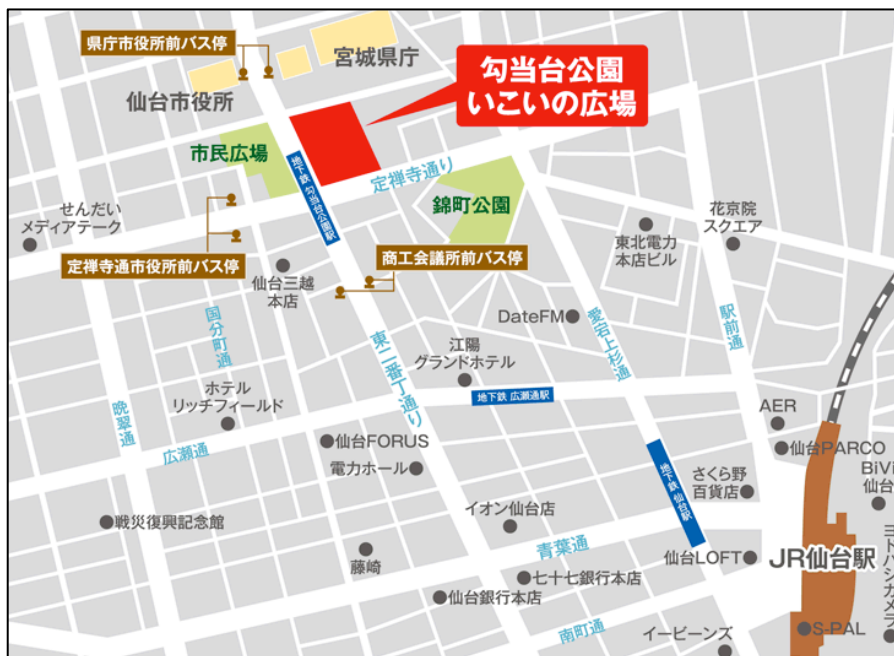 県庁市役所前バス停
宮城県庁
仙台市役所
勾当台公園
いこいの広場
市民広場
地下鉄 勾当台公園駅
定禅寺通り
錦町公園
せんだい
メディアテーク
定禅寺通市役所前バス停
仙台三越
本店
商工会議所前バス停
東北電力
本店ビル
花京院
スクエア
国分町通
DateFM
愛宕上杉通
駅前通
東二番丁通り
江陽
グランドホテル
晩翠通
ホテル
リッチフィールド
地下鉄 広瀬通駅
広瀬通
仙台FORUS
電力ホール
AER
仙台PARCO
BiVi
仙台
地下鉄 仙台駅
さくら野
百貨店
戦災復興記念館
イオン仙台店
青葉通
藤崎
仙台LOFT
JR仙台駅
ヨドバシカメラ
七十七銀行本店
仙台銀行本店
南町通
イービーンズ
S-PAL